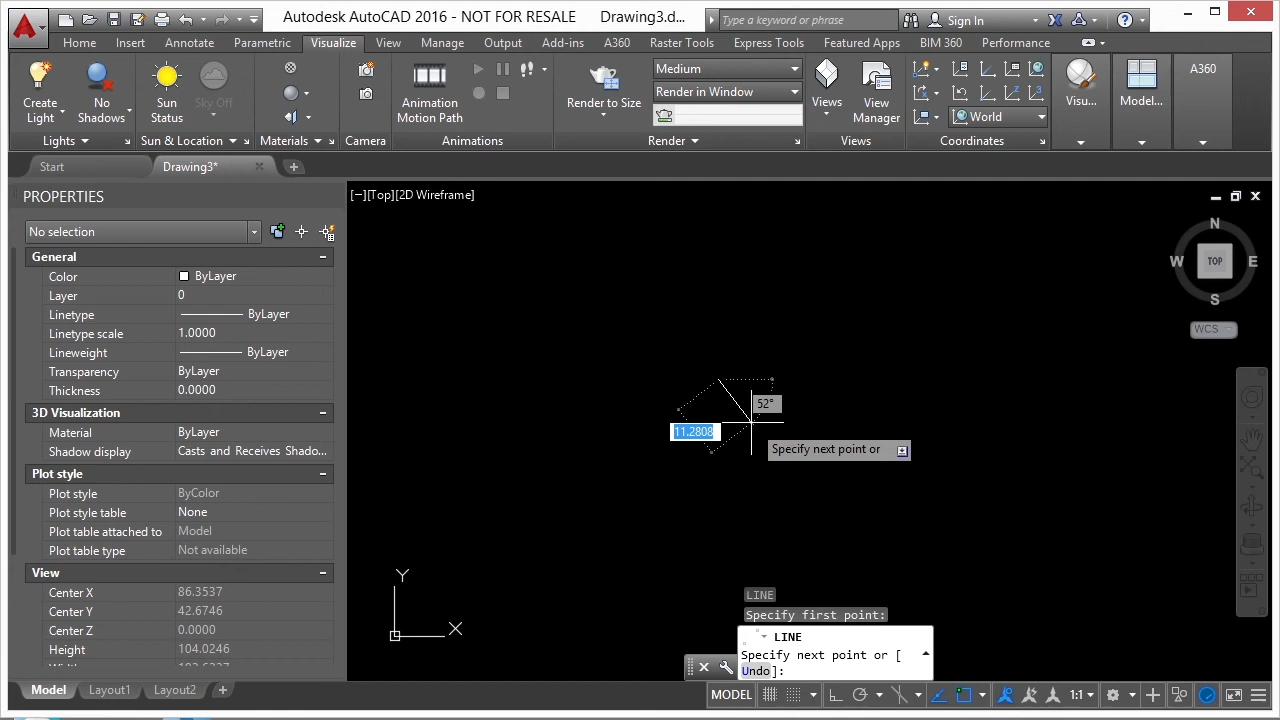 Autodesk AutoCAD 2016 - NOT FOR RESALE Drawing3.d... Type a keyword or phrase Sign In
Home Insert Annotate Parametric Visualize View Manage Output Add-ins A360 Raster Tools Express Tools Featured Apps BIM 360 Performance
Create Light
No Shadows
Sun Status
Sky Off
Animation Motion Path
Render to Size
Medium
Render in Window
Views
View Manager
World
Visu...
Model...
A360
Lights Sun & Location Materials Camera Animations Render Views Coordinates
Start Drawing3*
PROPERTIES
[−][Top][2D Wireframe]
No selection
General
Color ByLayer
Layer 0
Linetype ByLayer
Linetype scale 1.0000
Lineweight ByLayer
Transparency ByLayer
Thickness 0.0000
3D Visualization
Material ByLayer
Shadow display Casts and Receives Shado...
Plot style
Plot style ByColor
Plot style table None
Plot table attached to Model
Plot table type Not available
View
Center X 86.3537
Center Y 42.6746
Center Z 0.0000
Height 104.0246
N
W TOP E
S
WCS
52°
11.2808
Specify next point or
Y
X
LINE
Specify first point:
LINE
Specify next point or [
Undo]:
Model Layout1 Layout2
MODEL 1:1